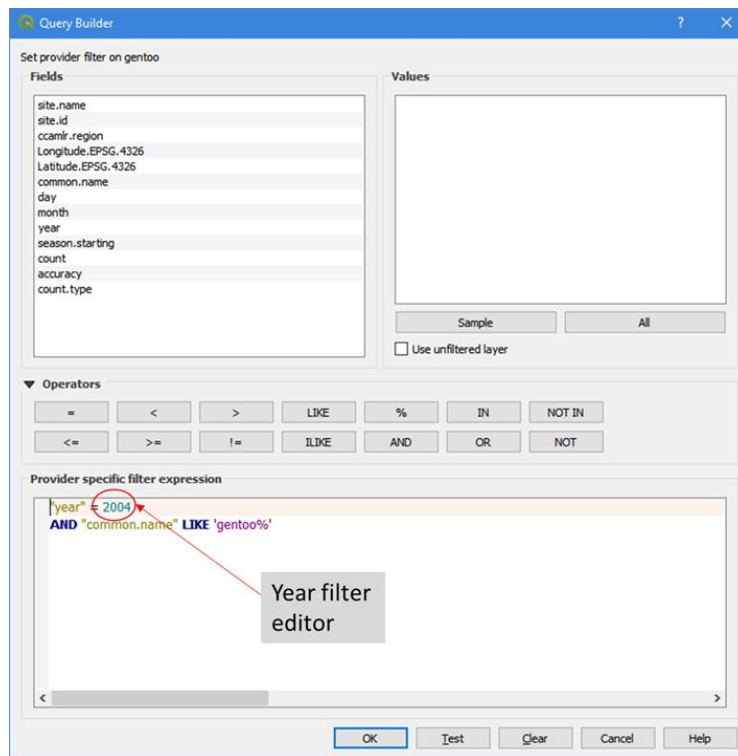 Query Builder
?
Set provider filter on gentoo
Fields
Values
site.name
site.id
ccamlr.region
Longitude.EPSG.4326
Latitude.EPSG.4326
common.name
day
month
year
season.starting
count
accuracy
count.type
Sample All
Use unfiltered layer
Operators
= < > LIKE % IN NOT IN
<= >= != ILIKE AND OR NOT
Provider specific filter expression
"year" = 2004
AND "common.name" LIKE 'gentoo%'
Year filter
editor
OK Test Clear Cancel Help